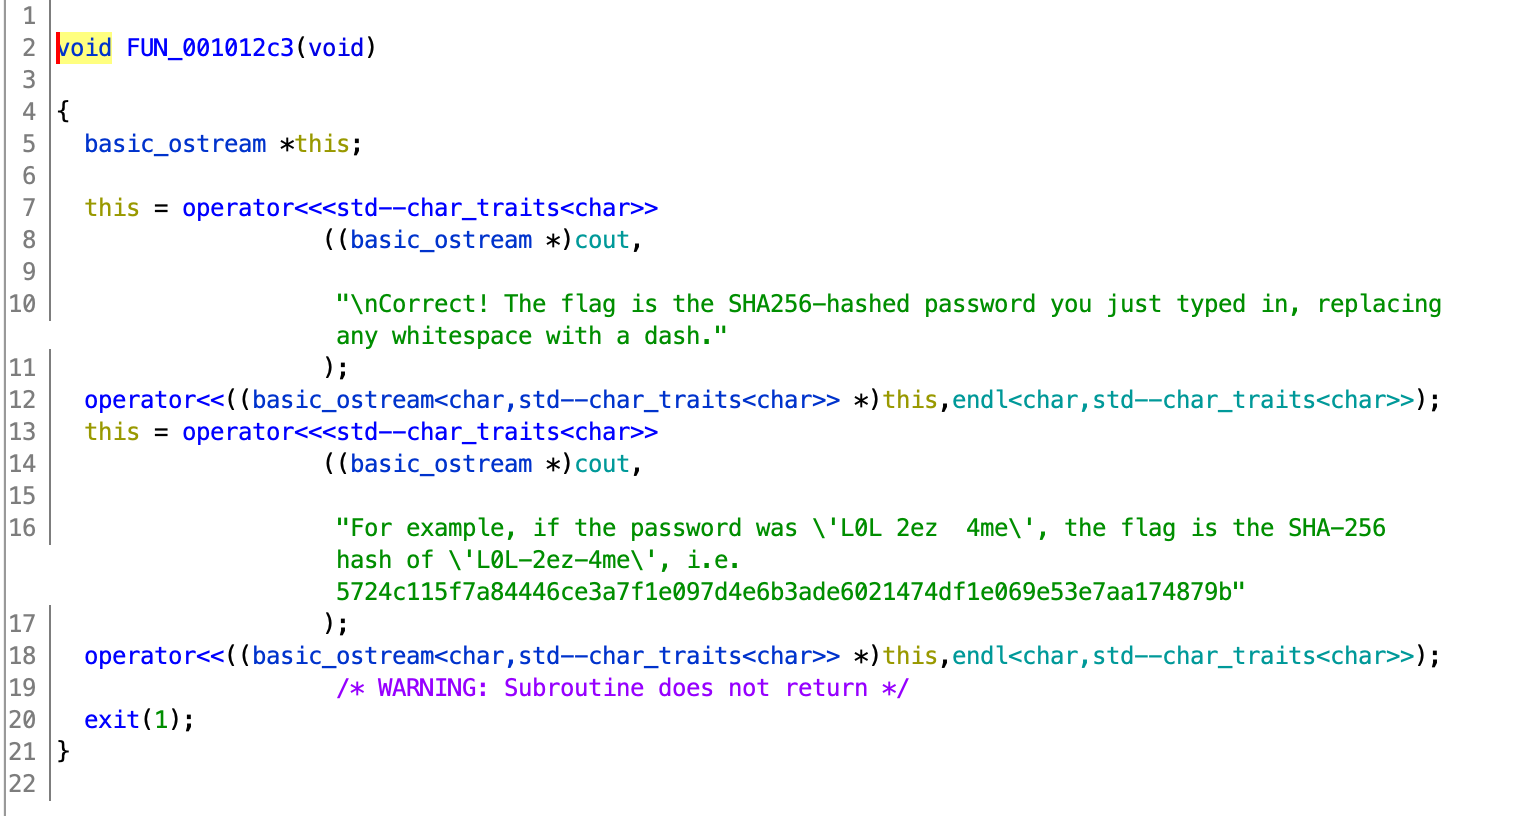 1
2 void FUN_001012c3(void)
3
4 {
5 basic_ostream *this;
6
7 this = operator<<<std--char_traits<char>>
8 ((basic_ostream *)cout,
9
10 "\nCorrect! The flag is the SHA256-hashed password you just typed in, replacing
any whitespace with a dash."
11 );
12 operator<<((basic_ostream<char,std--char_traits<char>> *)this,endl<char,std--char_traits<char>>);
13 this = operator<<<std--char_traits<char>>
14 ((basic_ostream *)cout,
15
16 "For example, if the password was \'L0L 2ez  4me\', the flag is the SHA-256
hash of \'L0L-2ez-4me\', i.e.
5724c115f7a84446ce3a7f1e097d4e6b3ade6021474df1e069e53e7aa174879b"
17 );
18 operator<<((basic_ostream<char,std--char_traits<char>> *)this,endl<char,std--char_traits<char>>);
19 /* WARNING: Subroutine does not return */
20 exit(1);
21 }
22